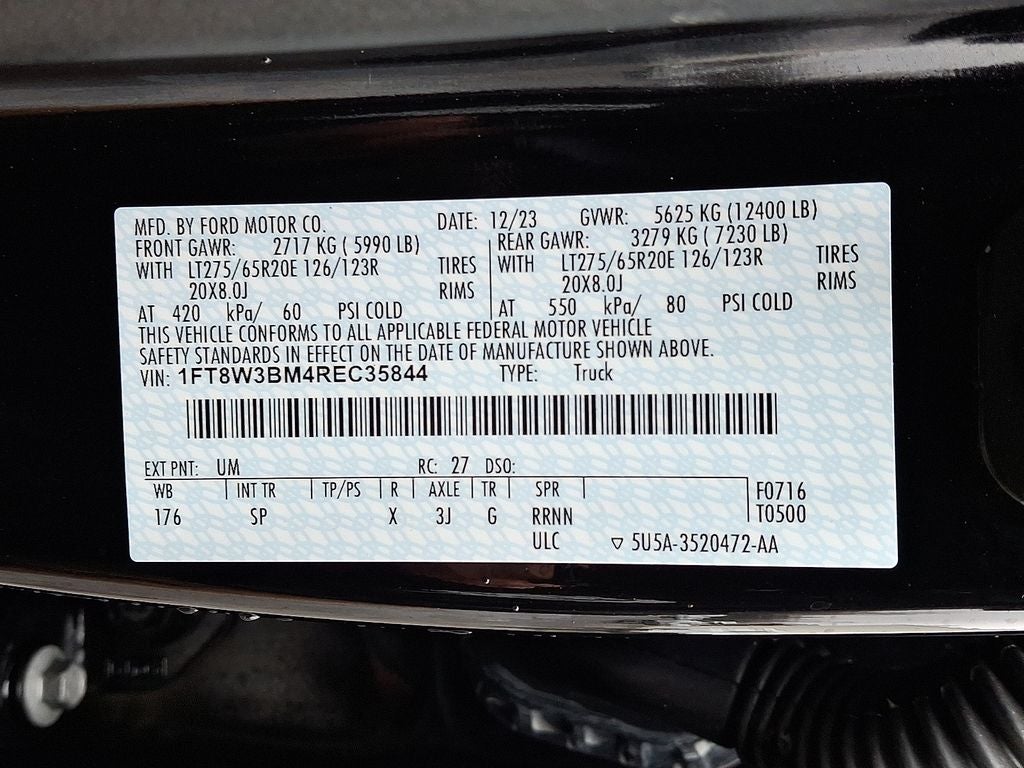 MFD. BY FORD MOTOR CO. DATE: 12/23 GVWR: 5625 KG (12400 LB)
FRONT GAWR: 2717 KG ( 5990 LB) REAR GAWR: 3279 KG ( 7230 LB)
WITH LT275/65R20E 126/123R TIRES WITH LT275/65R20E 126/123R TIRES
20X8.0J RIMS 20X8.0J RIMS
AT 420 kPa/ 60 PSI COLD AT 550 kPa/ 80 PSI COLD
THIS VEHICLE CONFORMS TO ALL APPLICABLE FEDERAL MOTOR VEHICLE
SAFETY STANDARDS IN EFFECT ON THE DATE OF MANUFACTURE SHOWN ABOVE.
VIN: 1FT8W3BM4REC35844 TYPE: Truck
EXT PNT: UM RC: 27 DSO:
WB INT TR TP/PS R AXLE TR SPR F0716
176 SP X 3J G RRNN T0500
ULC ▽ 5U5A-3520472-AA